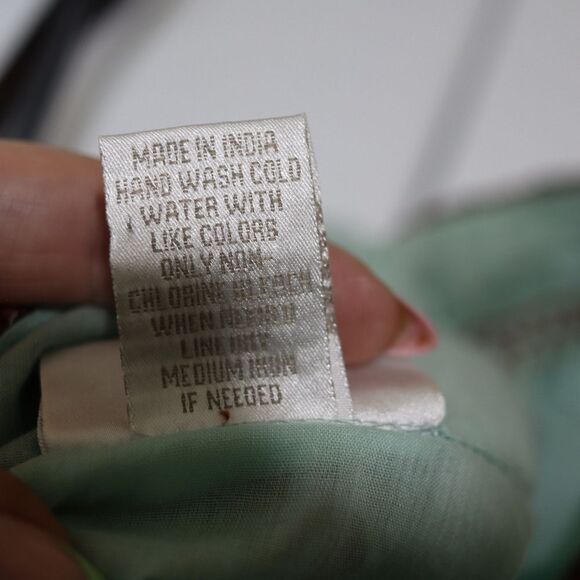 MADE IN INDIA
HAND WASH COLD
WATER WITH
LIKE COLORS
ONLY NON-
CHLORINE BLEACH
WHEN NEEDED
LINE DRY
MEDIUM IRON
IF NEEDED